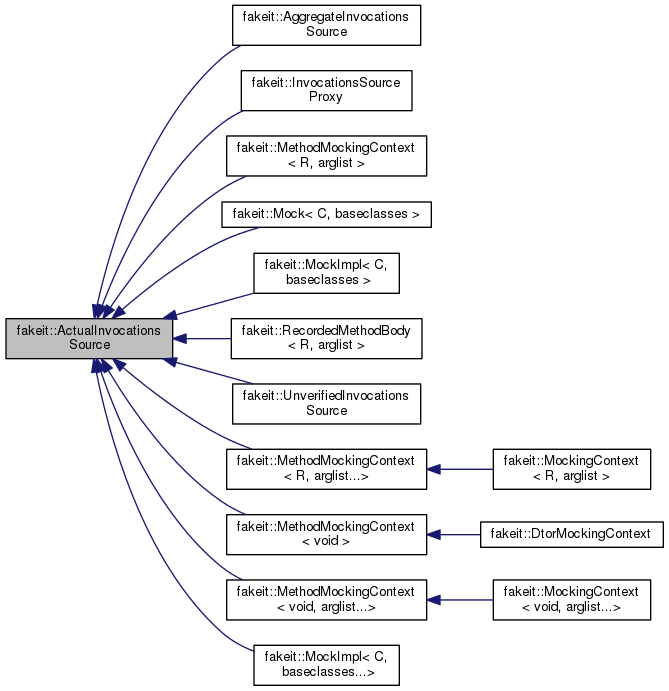 fakeit::AggregateInvocations
Source
fakeit::InvocationsSource
Proxy
fakeit::MethodMockingContext
< R, arglist >
fakeit::Mock< C, baseclasses >
fakeit::MockImpl< C,
baseclasses >
fakeit::ActualInvocations
Source
fakeit::RecordedMethodBody
< R, arglist >
fakeit::UnverifiedInvocations
Source
fakeit::MethodMockingContext
< R, arglist...>
fakeit::MockingContext
< R, arglist >
fakeit::MethodMockingContext
< void >
fakeit::DtorMockingContext
fakeit::MethodMockingContext
< void, arglist...>
fakeit::MockingContext
< void, arglist...>
fakeit::MockImpl< C,
baseclasses...>